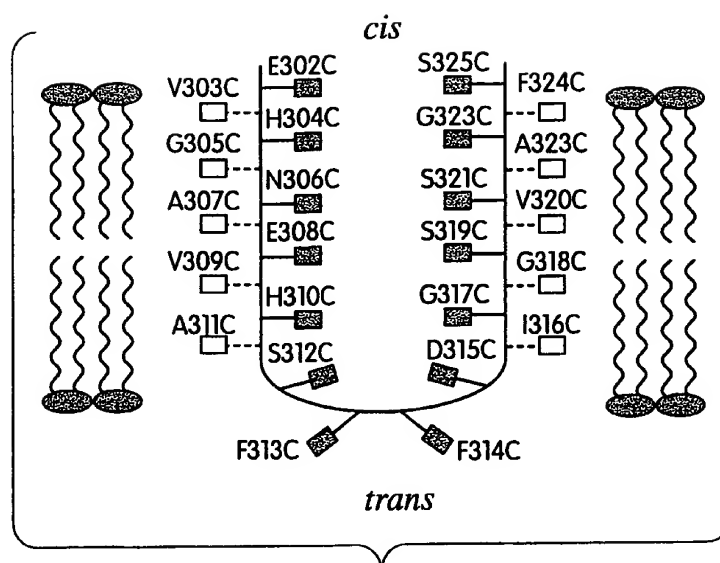 cis
E302C
S325C
V303C
F324C
H304C
G323C
G305C
A323C
N306C
S321C
A307C
V320C
E308C
S319C
V309C
G318C
H310C
G317C
A311C
I316C
S312C
D315C
F313C
F314C
trans